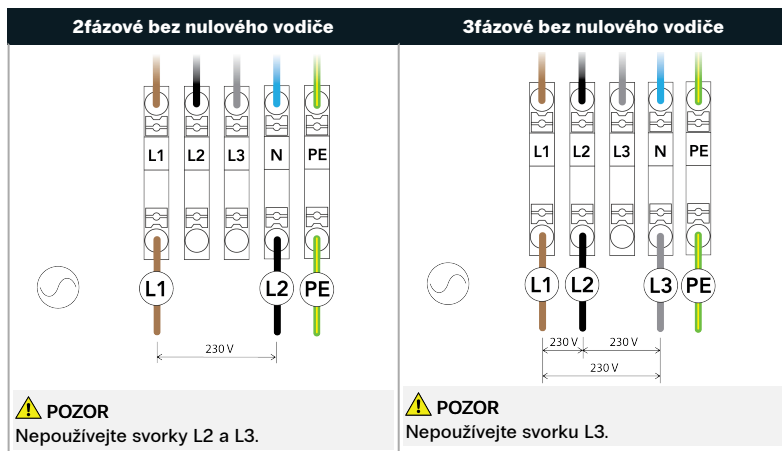 2fázové bez nulového vodiče
L1 L2 L3 N PE
L1 L2 PE
230 V
POZOR
Nepoužívejte svorky L2 a L3.
3fázové bez nulového vodiče
L1 L2 L3 N PE
L1 L2 L3 PE
230 V 230 V
230 V
POZOR
Nepoužívejte svorku L3.